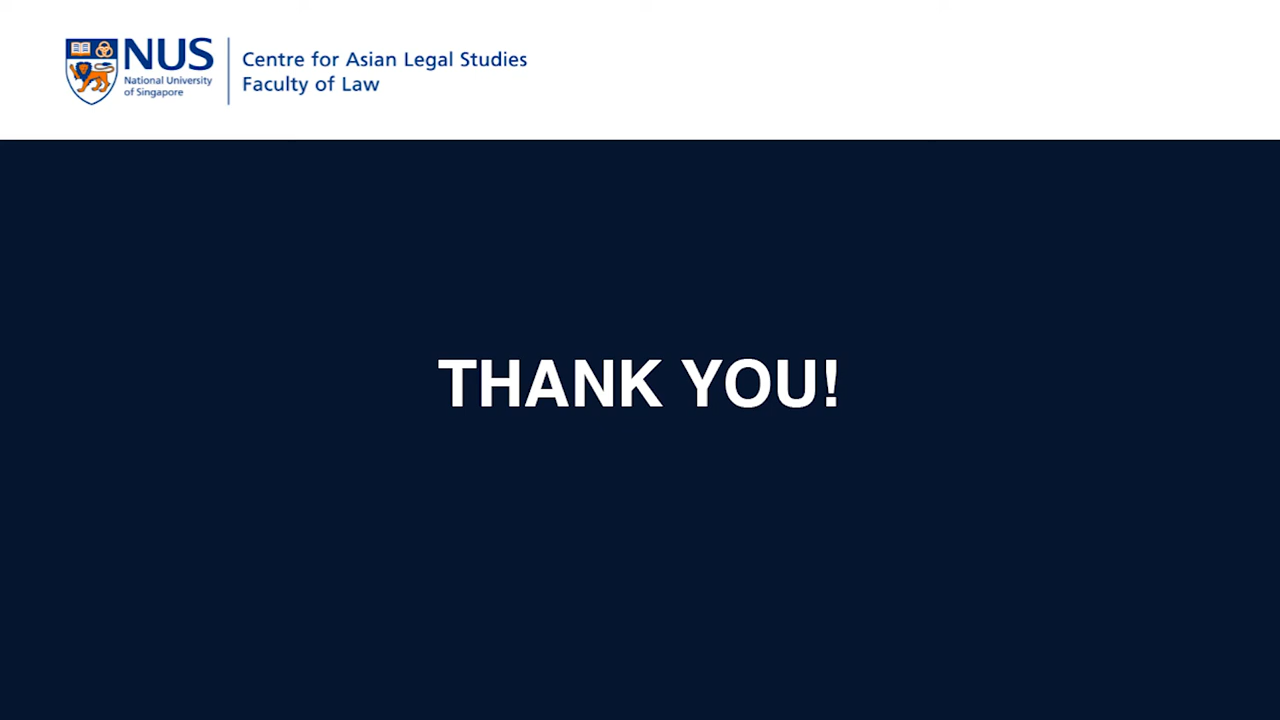 NUS
National University
of Singapore
Centre for Asian Legal Studies
Faculty of Law
THANK YOU!